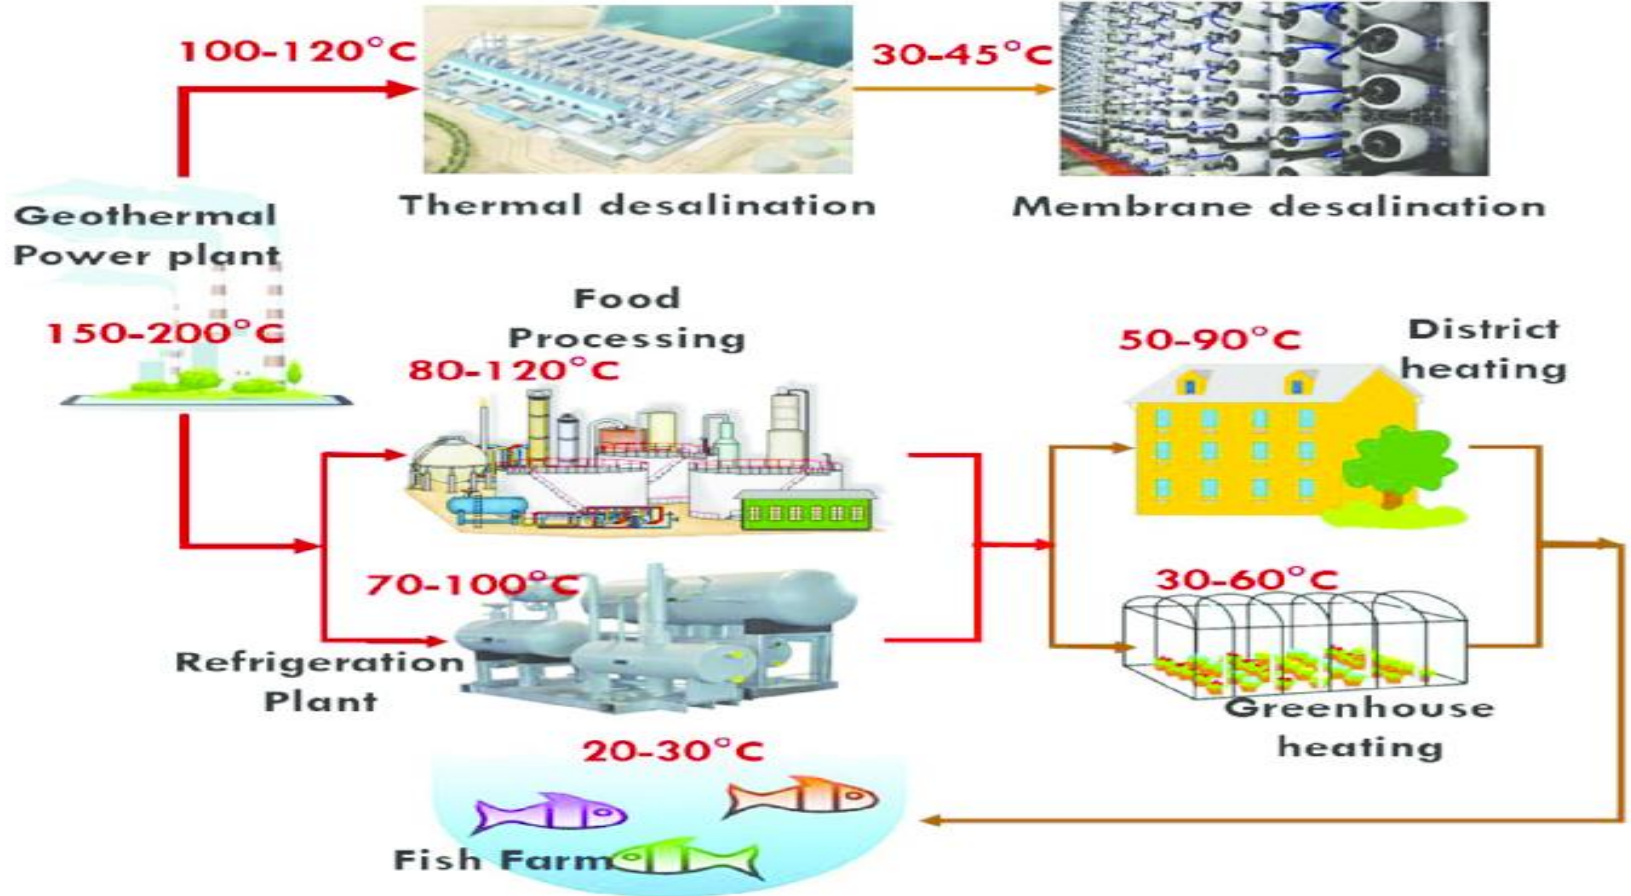 100-120°C
30-45°C
Thermal desalination
Membrane desalination
Geothermal
Power plant
150-200°C
Food
Processing
80-120°C
50-90°C
District
heating
70-100°C
Refrigeration
Plant
30-60°C
Greenhouse
heating
20-30°C
Fish Farm